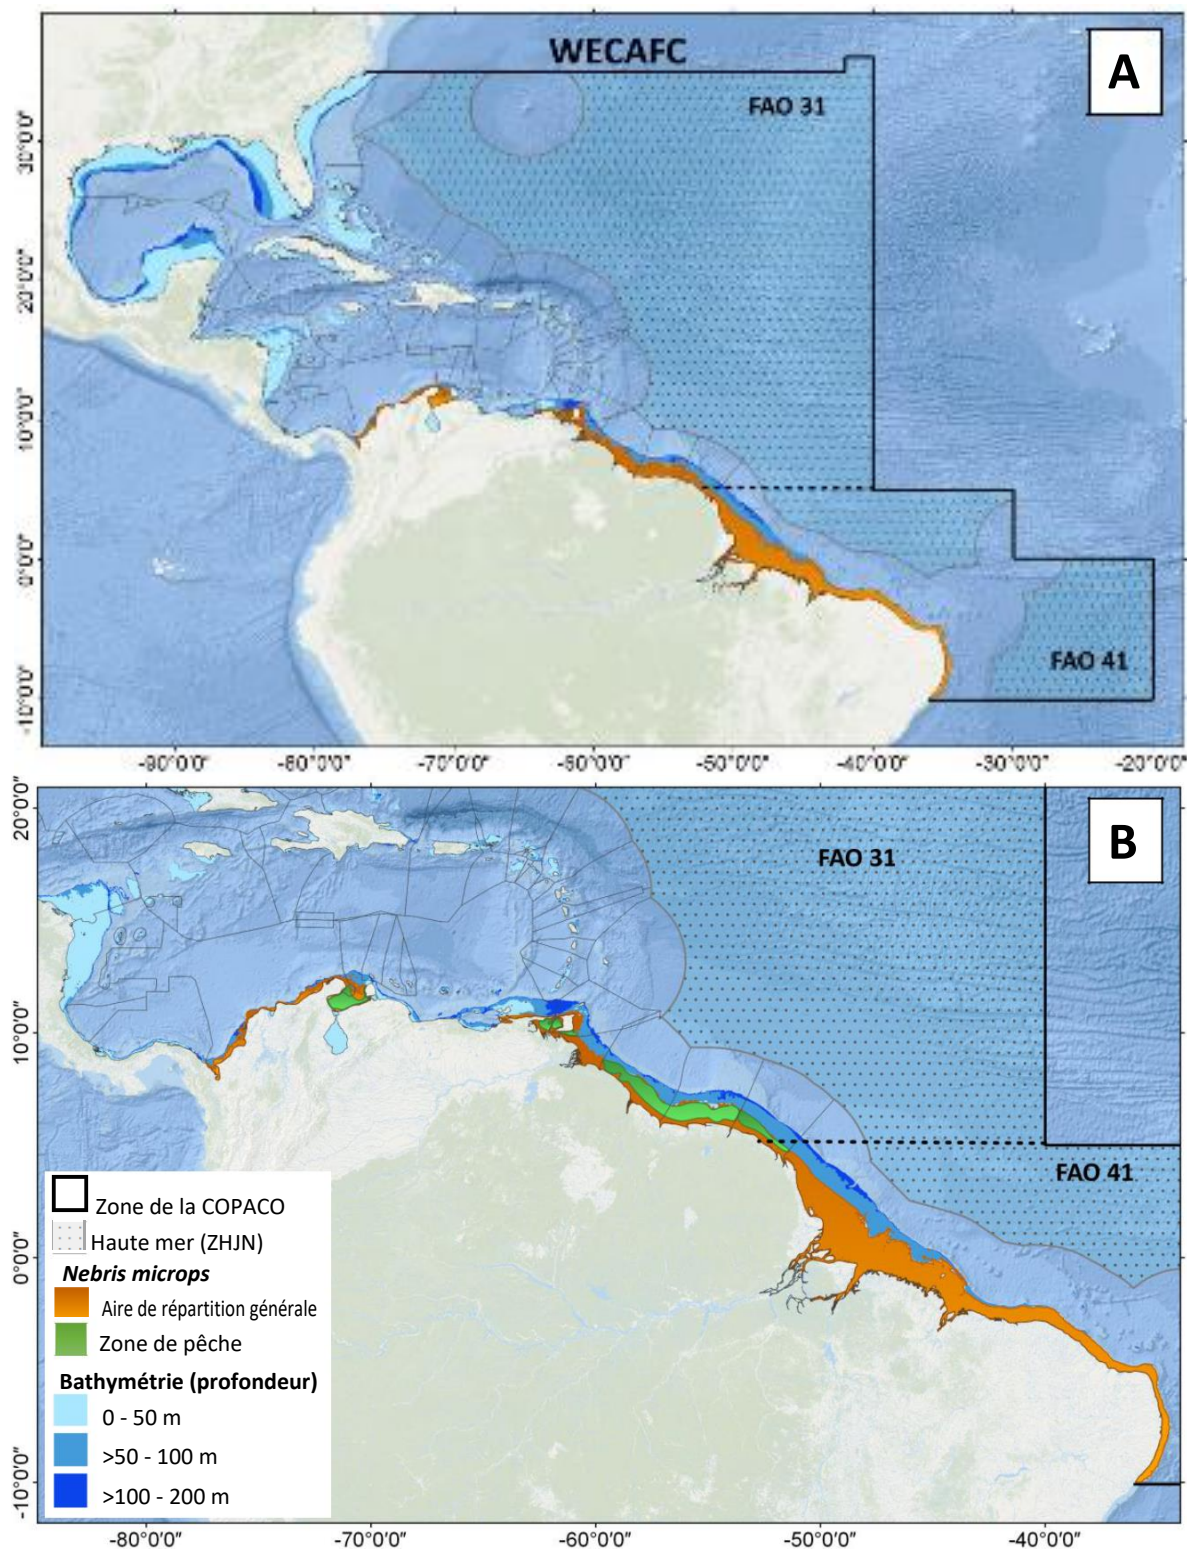 WECAFC
A
FAO 31
FAO 41
30°0'0"
20°0'0"
10°0'0"
0°0'0"
-10°0'0"
-90°0'0"
-80°0'0"
-70°0'0"
-60°0'0"
-50°0'0"
-40°0'0"
-30°0'0"
-20°0'0"
B
FAO 31
FAO 41
20°0'0"
10°0'0"
0°0'0"
-10°0'0"
Zone de la COPACO
Haute mer (ZHJN)
Nebris microps
Aire de répartition générale
Zone de pêche
Bathymétrie (profondeur)
0 - 50 m
>50 - 100 m
>100 - 200 m
-80°0'0"
-70°0'0"
-60°0'0"
-50°0'0"
-40°0'0"